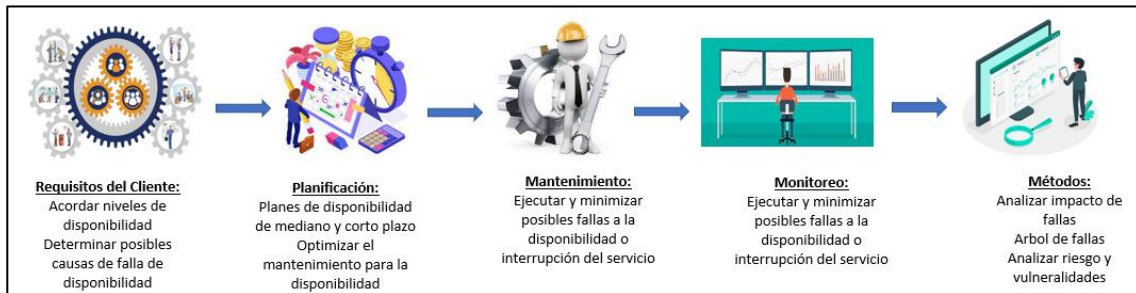 Requisitos del Cliente:
Acordar niveles de
disponibilidad
Determinar posibles
causas de falla de
disponibilidad
Planificación:
Planes de disponibilidad
de mediano y corto plazo
Optimizar el
mantenimiento para la
disponibilidad
Mantenimiento:
Ejecutar y minimizar
posibles fallas a la
disponibilidad o
interrupción del servicio
Monitoreo:
Ejecutar y minimizar
posibles fallas a la
disponibilidad o
interrupción del servicio
Métodos:
Analizar impacto de
fallas
Arbol de fallas
Analizar riesgo y
vulneralidades